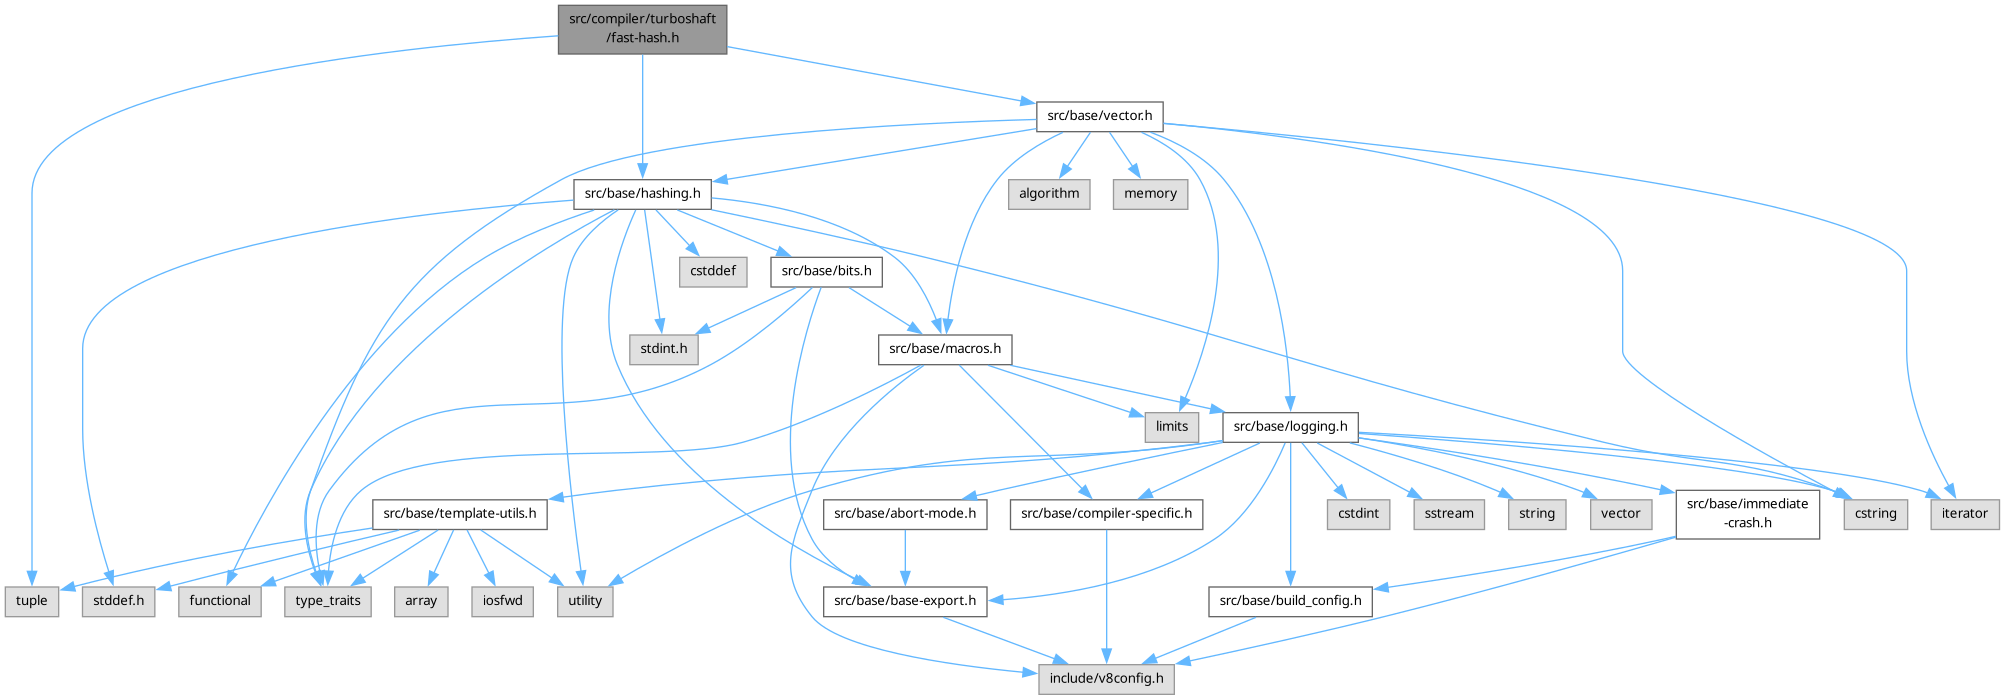 src/compiler/turboshaft
/fast-hash.h
src/base/vector.h
src/base/hashing.h
algorithm
memory
cstddef
src/base/bits.h
stdint.h
src/base/macros.h
limits
src/base/logging.h
src/base/template-utils.h
src/base/abort-mode.h
src/base/compiler-specific.h
cstdint
sstream
string
vector
src/base/immediate
-crash.h
cstring
iterator
tuple
stddef.h
functional
type_traits
array
iosfwd
utility
src/base/base-export.h
src/base/build_config.h
include/v8config.h